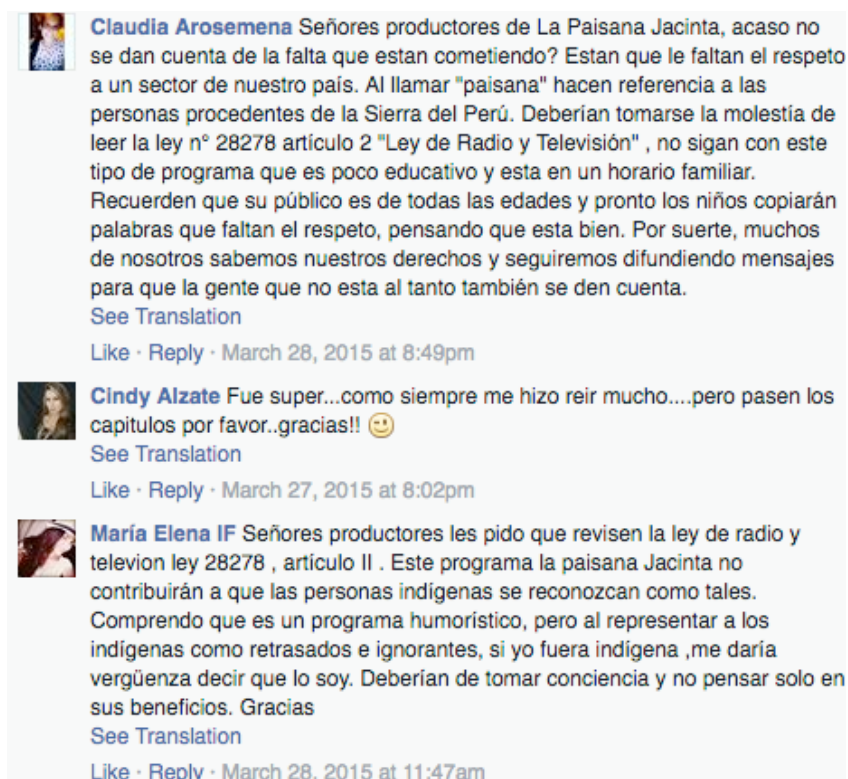 Claudia Arosemena Señores productores de La Paisana Jacinta, acaso no
se dan cuenta de la falta que estan cometiendo? Estan que le faltan el respeto
a un sector de nuestro país. Al llamar "paisana" hacen referencia a las
personas procedentes de la Sierra del Perú. Deberían tomarse la molestía de
leer la ley n° 28278 artículo 2 "Ley de Radio y Televisión" , no sigan con este
tipo de programa que es poco educativo y esta en un horario familiar.
Recuerden que su público es de todas las edades y pronto los niños copiarán
palabras que faltan el respeto, pensando que esta bien. Por suerte, muchos
de nosotros sabemos nuestros derechos y seguiremos difundiendo mensajes
para que la gente que no esta al tanto también se den cuenta.
See Translation
Like · Reply · March 28, 2015 at 8:49pm
Cindy Alzate Fue super...como siempre me hizo reir mucho....pero pasen los
capitulos por favor..gracias!!
See Translation
Like · Reply · March 27, 2015 at 8:02pm
María Elena IF Señores productores les pido que revisen la ley de radio y
televion ley 28278 , artículo II . Este programa la paisana Jacinta no
contribuirán a que las personas indígenas se reconozcan como tales.
Comprendo que es un programa humorístico, pero al representar a los
indígenas como retrasados e ignorantes, si yo fuera indígena ,me daría
vergüenza decir que lo soy. Deberían de tomar conciencia y no pensar solo en
sus beneficios. Gracias
See Translation
Like · Reply · March 28, 2015 at 11:47am